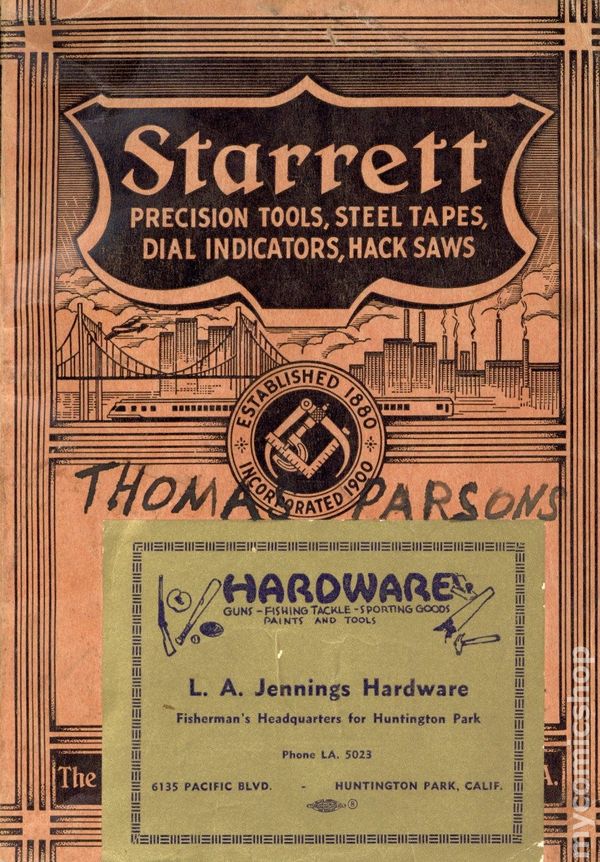 Starrett
PRECISION TOOLS, STEEL TAPES,
DIAL INDICATORS, HACK SAWS
ESTABLISHED 1880
INCORPORATED 1900
THOMAS PARSONS
HARDWARE
GUNS - FISHING TACKLE - SPORTING GOODS
PAINTS AND TOOLS
L. A. Jennings Hardware
Fisherman's Headquarters for Huntington Park
Phone LA. 5023
6135 PACIFIC BLVD. - HUNTINGTON PARK, CALIF.
8
The A.
mycomicshop